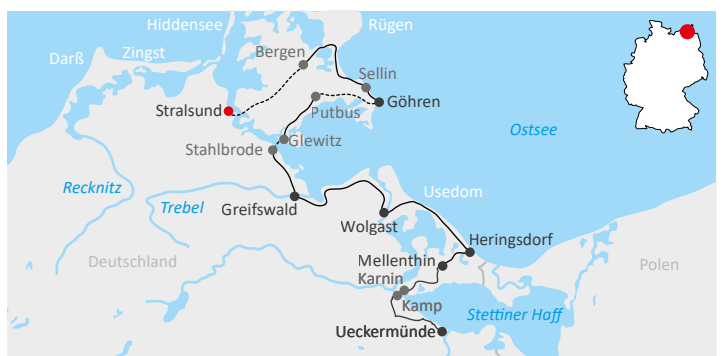 Hiddensee
Rügen
Zingst
Darß
Bergen
Sellin
Stralsund
Putbus
Göhren
Glewitz
Stahlbrode
Ostsee
Recknitz
Trebel
Greifswald
Usedom
Wolgast
Heringsdorf
Deutschland
Mellenthin
Polen
Karnin
Kamp
Stettiner Haff
Ueckermünde